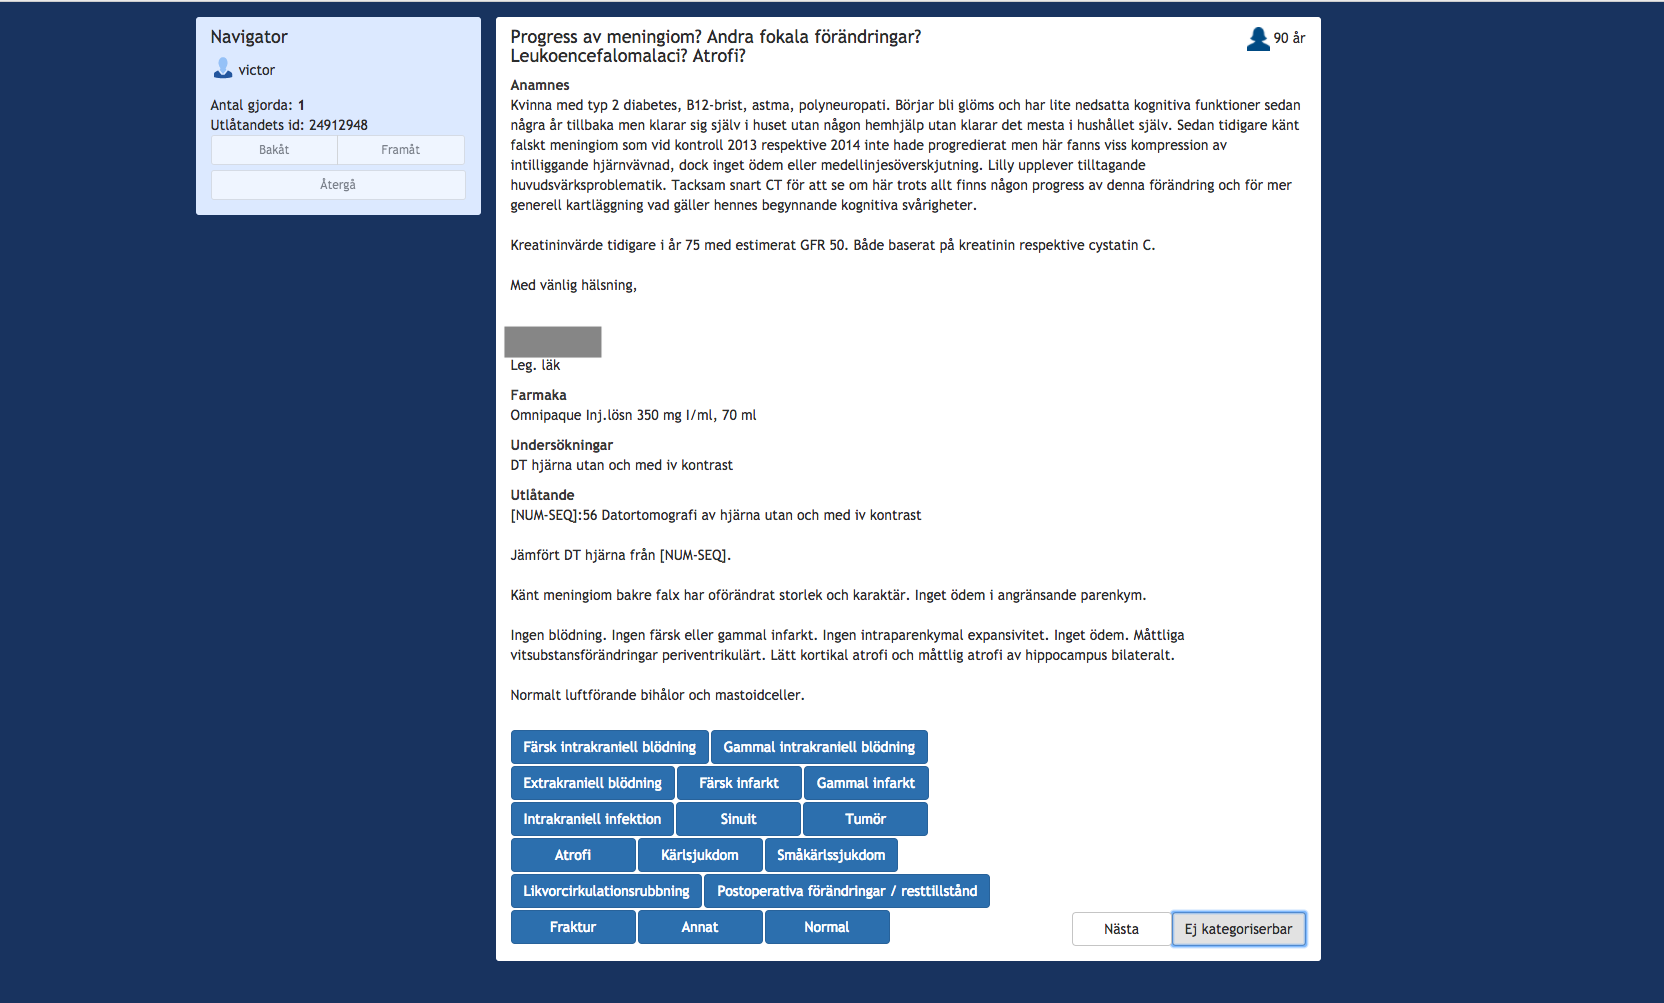 Navigator
victor
Antal gjorda: 1
Utlåtandets id: 24912948
Bakåt
Framåt
Återgå
Progress av meningiom? Andra fokala förändringar?
Leukoencefalomalaci? Atrofi?
90 år
Anamnes
Kvinna med typ 2 diabetes, B12-brist, astma, polyneuropati. Börjar bli glöms och har lite nedsatta kognitiva funktioner sedan
några år tillbaka men klarar sig själv i huset utan någon hemhjälp utan klarar det mesta i hushållet själv. Sedan tidigare känt
falskt meningiom som vid kontroll 2013 respektive 2014 inte hade progredierat men här fanns viss kompression av
intilliggande hjärnvävnad, dock inget ödem eller medellinjesöverskjutning. Lilly upplever tilltagande
huvudsvärksproblematik. Tacksam snart CT för att se om här trots allt finns någon progress av denna förändring och för mer
generell kartläggning vad gäller hennes begynnande kognitiva svårigheter.
Kreatininvärde tidigare i år 75 med estimerat GFR 50. Både baserat på kreatinin respektive cystatin C.
Med vänlig hälsning,
Leg. läk
Farmaka
Omnipaque Inj.lösn 350 mg I/ml, 70 ml
Undersökningar
DT hjärna utan och med iv kontrast
Utlåtande
[NUM-SEQ]:56 Datortomografi av hjärna utan och med iv kontrast
Jämfört DT hjärna från [NUM-SEQ].
Känt meningiom bakre falx har oförändrat storlek och karaktär. Inget ödem i angränsande parenkym.
Ingen blödning. Ingen färsk eller gammal infarkt. Ingen intraparenkymal expansivitet. Inget ödem. Måttliga
vitsubstansförändringar periventrikulärt. Lätt kortikal atrofi och måttlig atrofi av hippocampus bilateralt.
Normalt luftförande bihålor och mastoidceller.
Färsk intrakraniell blödning
Gammal intrakraniell blödning
Extrakraniell blödning
Färsk infarkt
Gammal infarkt
Intrakraniell infektion
Sinuit
Tumör
Atrofi
Kärlsjukdom
Småkärlssjukdom
Likvorcirkulationsrubbning
Postoperativa förändringar / resttillstånd
Fraktur
Annat
Normal
Nästa
Ej kategoriserbar